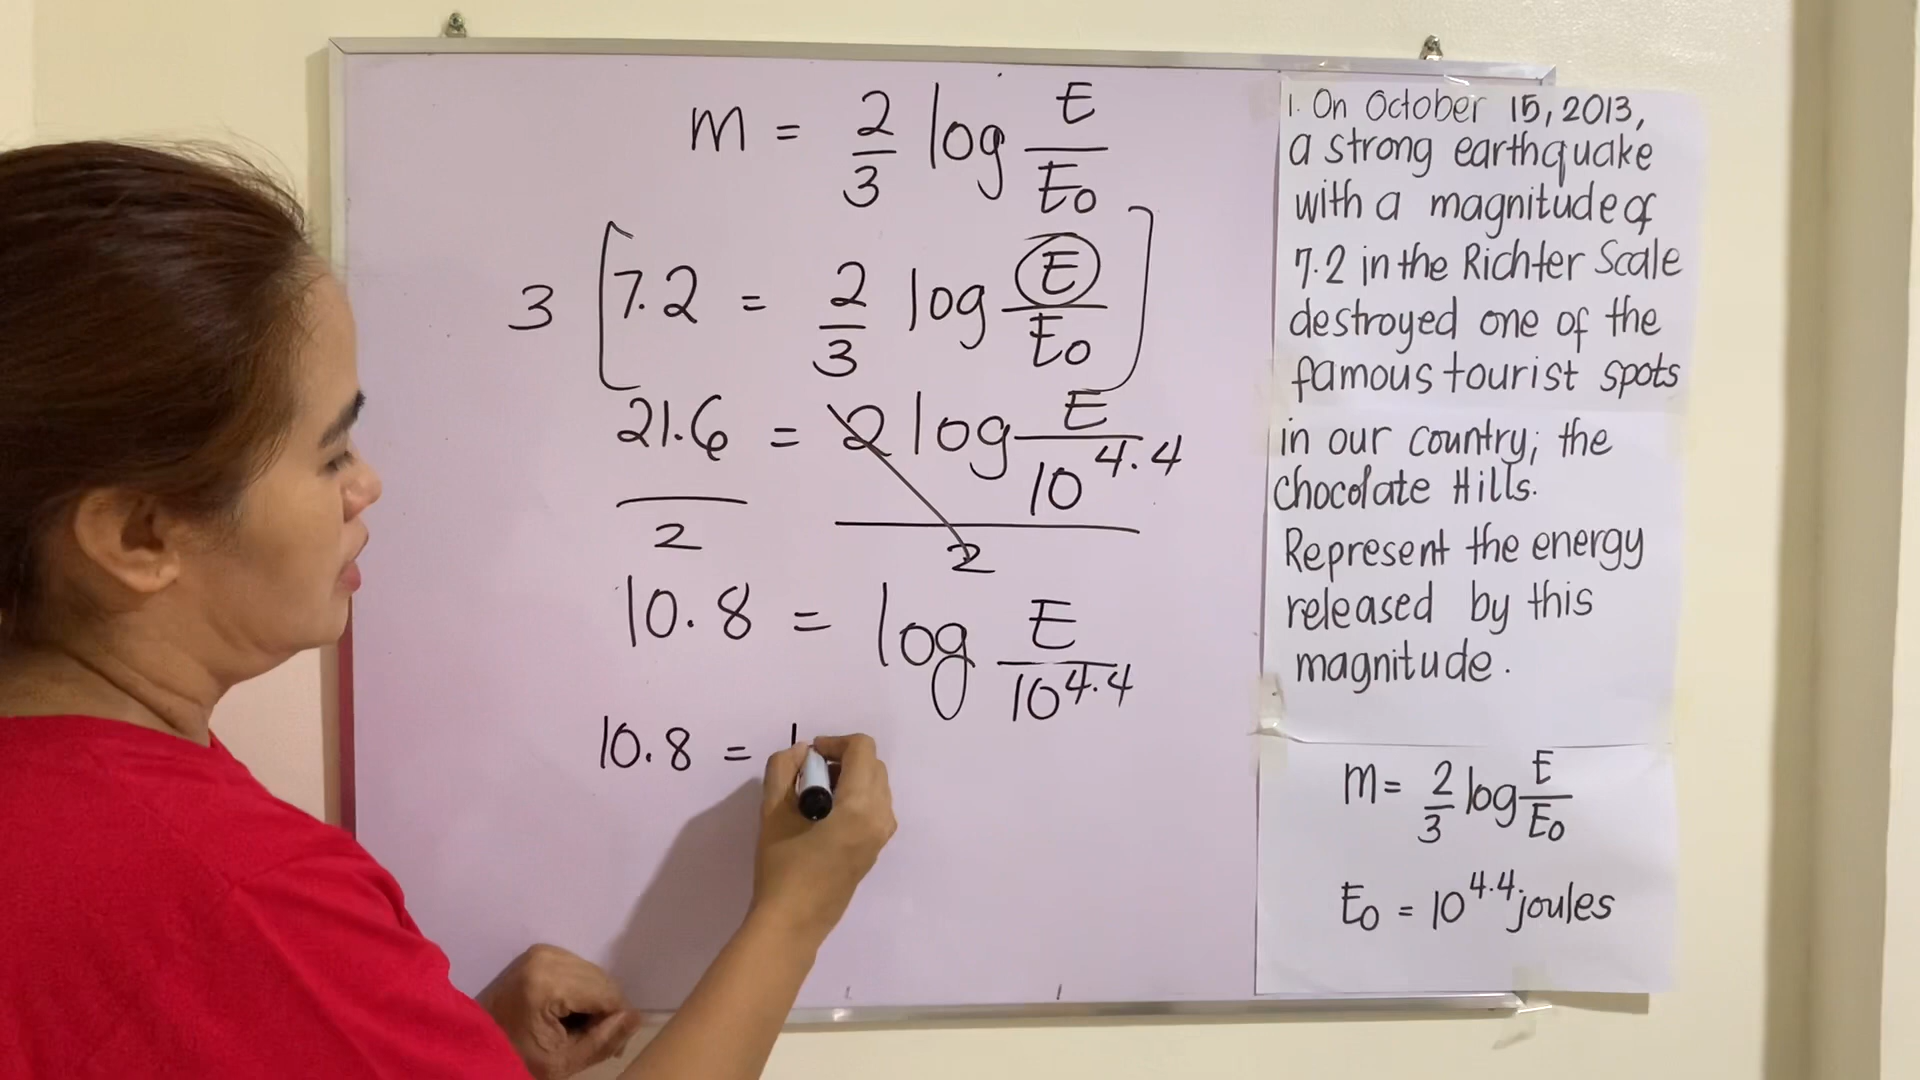 m = 2/3 log E/E₀
3 [7.2 = 2/3 log E/E₀]
21.6/2 = 2 log E/10^4.4 /2
10.8 = log E/10^4.4
10.8 = l
1. On October 15, 2013,
a strong earthquake
with a magnitude of
7.2 in the Richter Scale
destroyed one of the
famous tourist spots
in our country; the
Chocolate Hills.
Represent the energy
released by this
magnitude.
m = 2/3 log E/E₀
E₀ = 10^4.4 joules